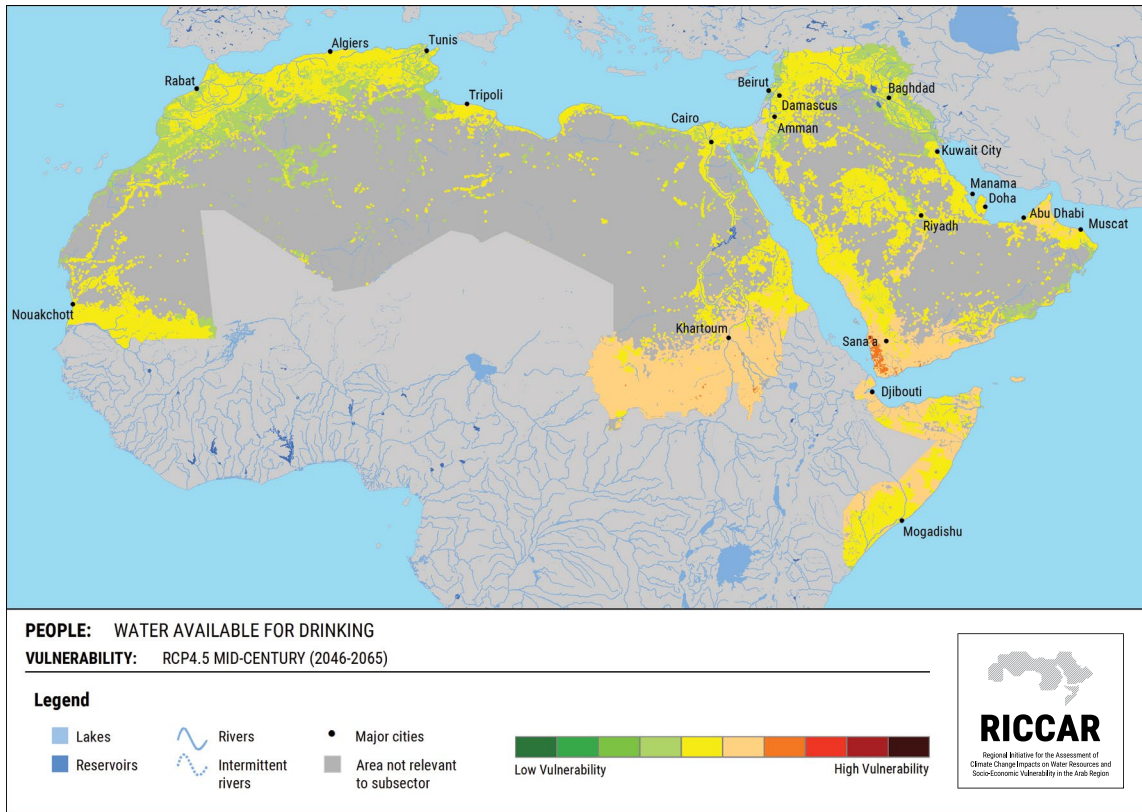 Algiers
Tunis
Rabat
Tripoli
Beirut
Baghdad
Damascus
Cairo
Amman
Kuwait City
Manama
Doha
Abu Dhabi
Riyadh
Muscat
Nouakchott
Khartoum
Sana'a
Djibouti
Mogadishu
PEOPLE: WATER AVAILABLE FOR DRINKING
VULNERABILITY: RCP4.5 MID-CENTURY (2046-2065)
Legend
Lakes
Reservoirs
Rivers
Intermittent
rivers
Major cities
Area not relevant
to subsector
Low Vulnerability
High Vulnerability
RICCAR
Regional Initiative for the Assessment of
Climate Change Impacts on Water Resources and
Socio-Economic Vulnerability in the Arab Region